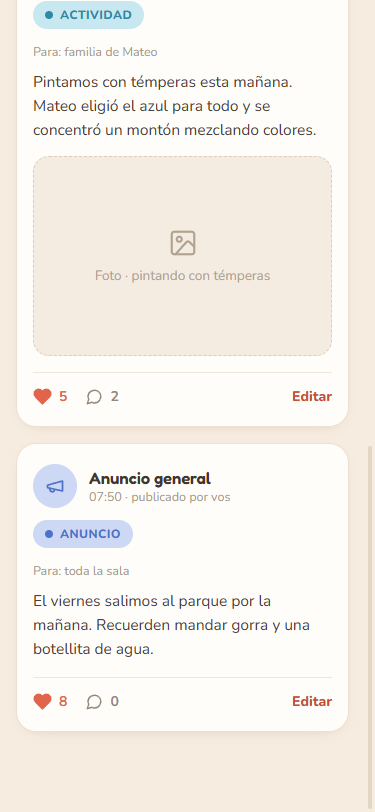 ACTIVIDAD
Para: familia de Mateo
Pintamos con témperas esta mañana.
Mateo eligió el azul para todo y se
concentró un montón mezclando colores.
Foto · pintando con témperas
5 2 Editar
Anuncio general
07:50 · publicado por vos
ANUNCIO
Para: toda la sala
El viernes salimos al parque por la
mañana. Recuerden mandar gorra y una
botellita de agua.
8 0 Editar